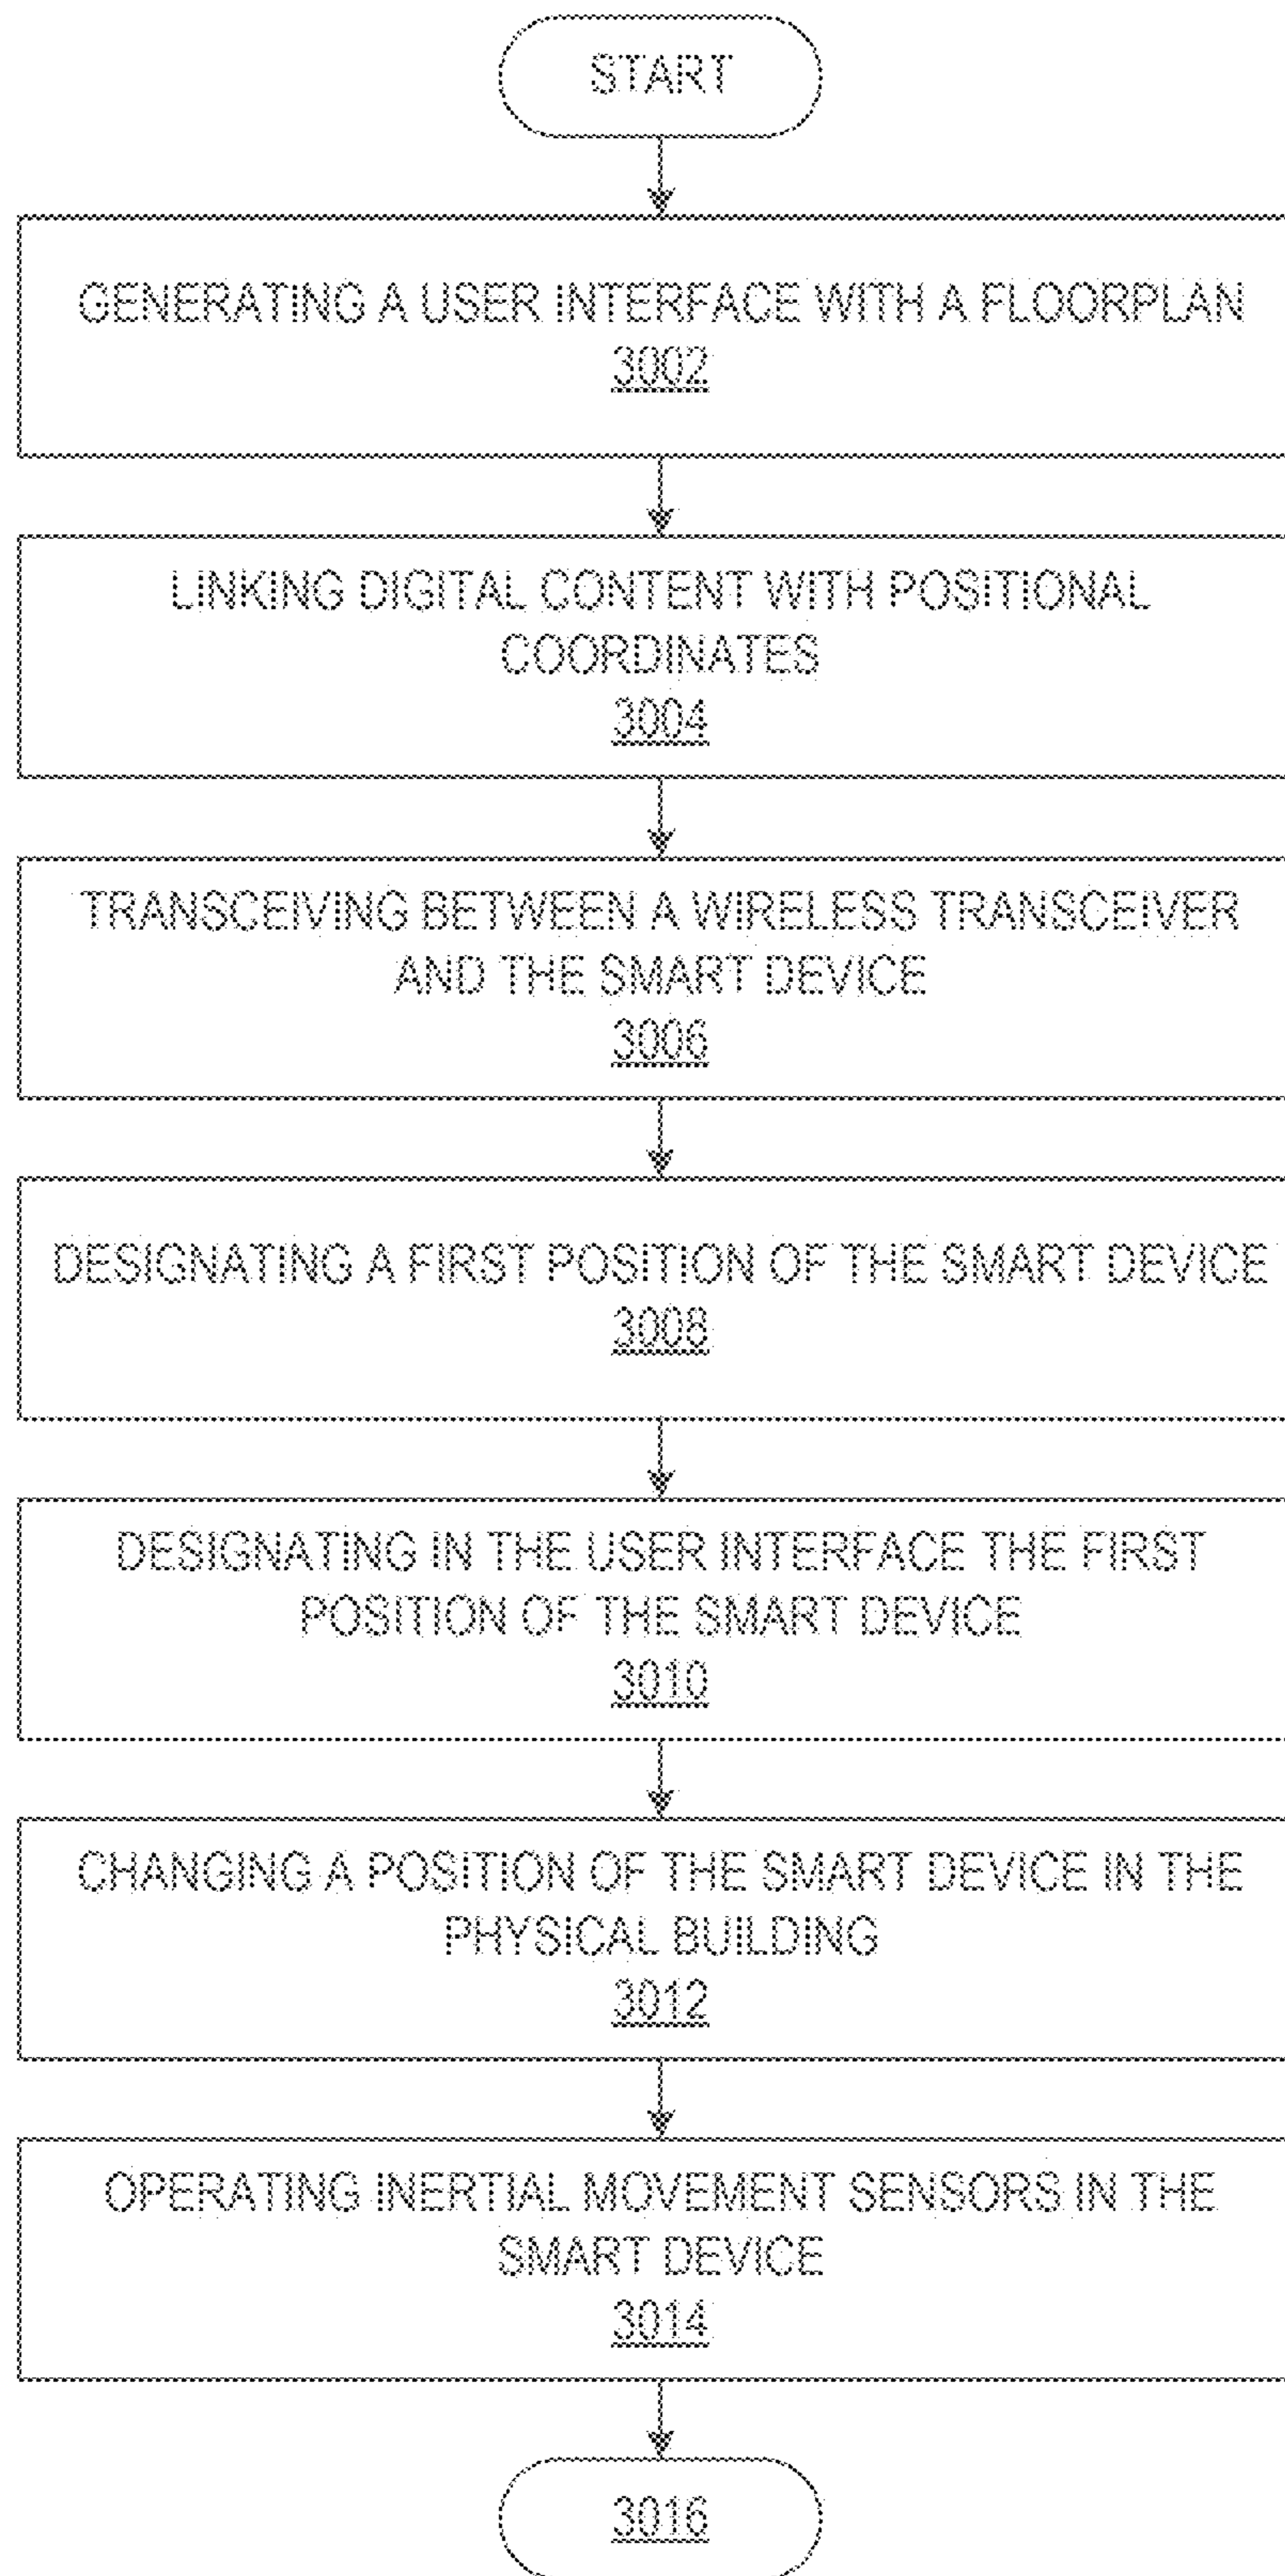 START
GENERATING A USER INTERFACE WITH A FLOORPLAN
3002
LINKING DIGITAL CONTENT WITH POSITIONAL
COORDINATES
3004
TRANSCEIVING BETWEEN A WIRELESS TRANSCEIVER
AND THE SMART DEVICE
3006
DESIGNATING A FIRST POSITION OF THE SMART DEVICE
3008
DESIGNATING IN THE USER INTERFACE THE FIRST
POSITION OF THE SMART DEVICE
3010
CHANGING A POSITION OF THE SMART DEVICE IN THE
PHYSICAL BUILDING
3012
OPERATING INERTIAL MOVEMENT SENSORS IN THE
SMART DEVICE
3014
3016